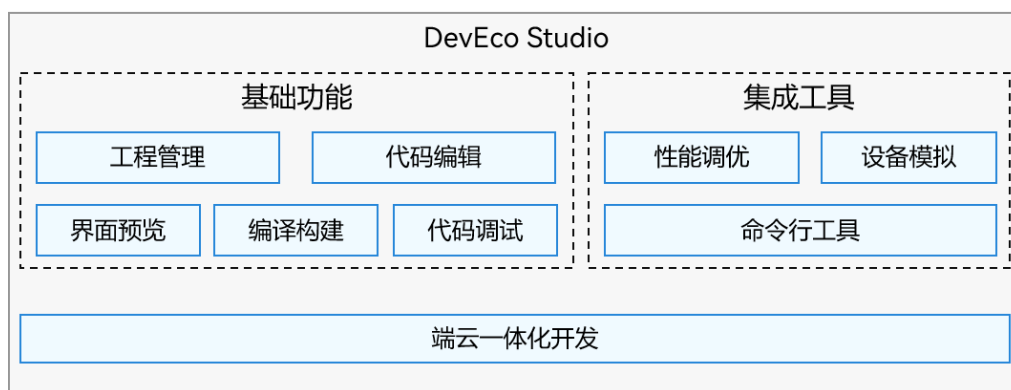 DevEco Studio
基础功能
集成工具
工程管理
代码编辑
性能调优
设备模拟
界面预览
编译构建
代码调试
命令行工具
端云一体化开发